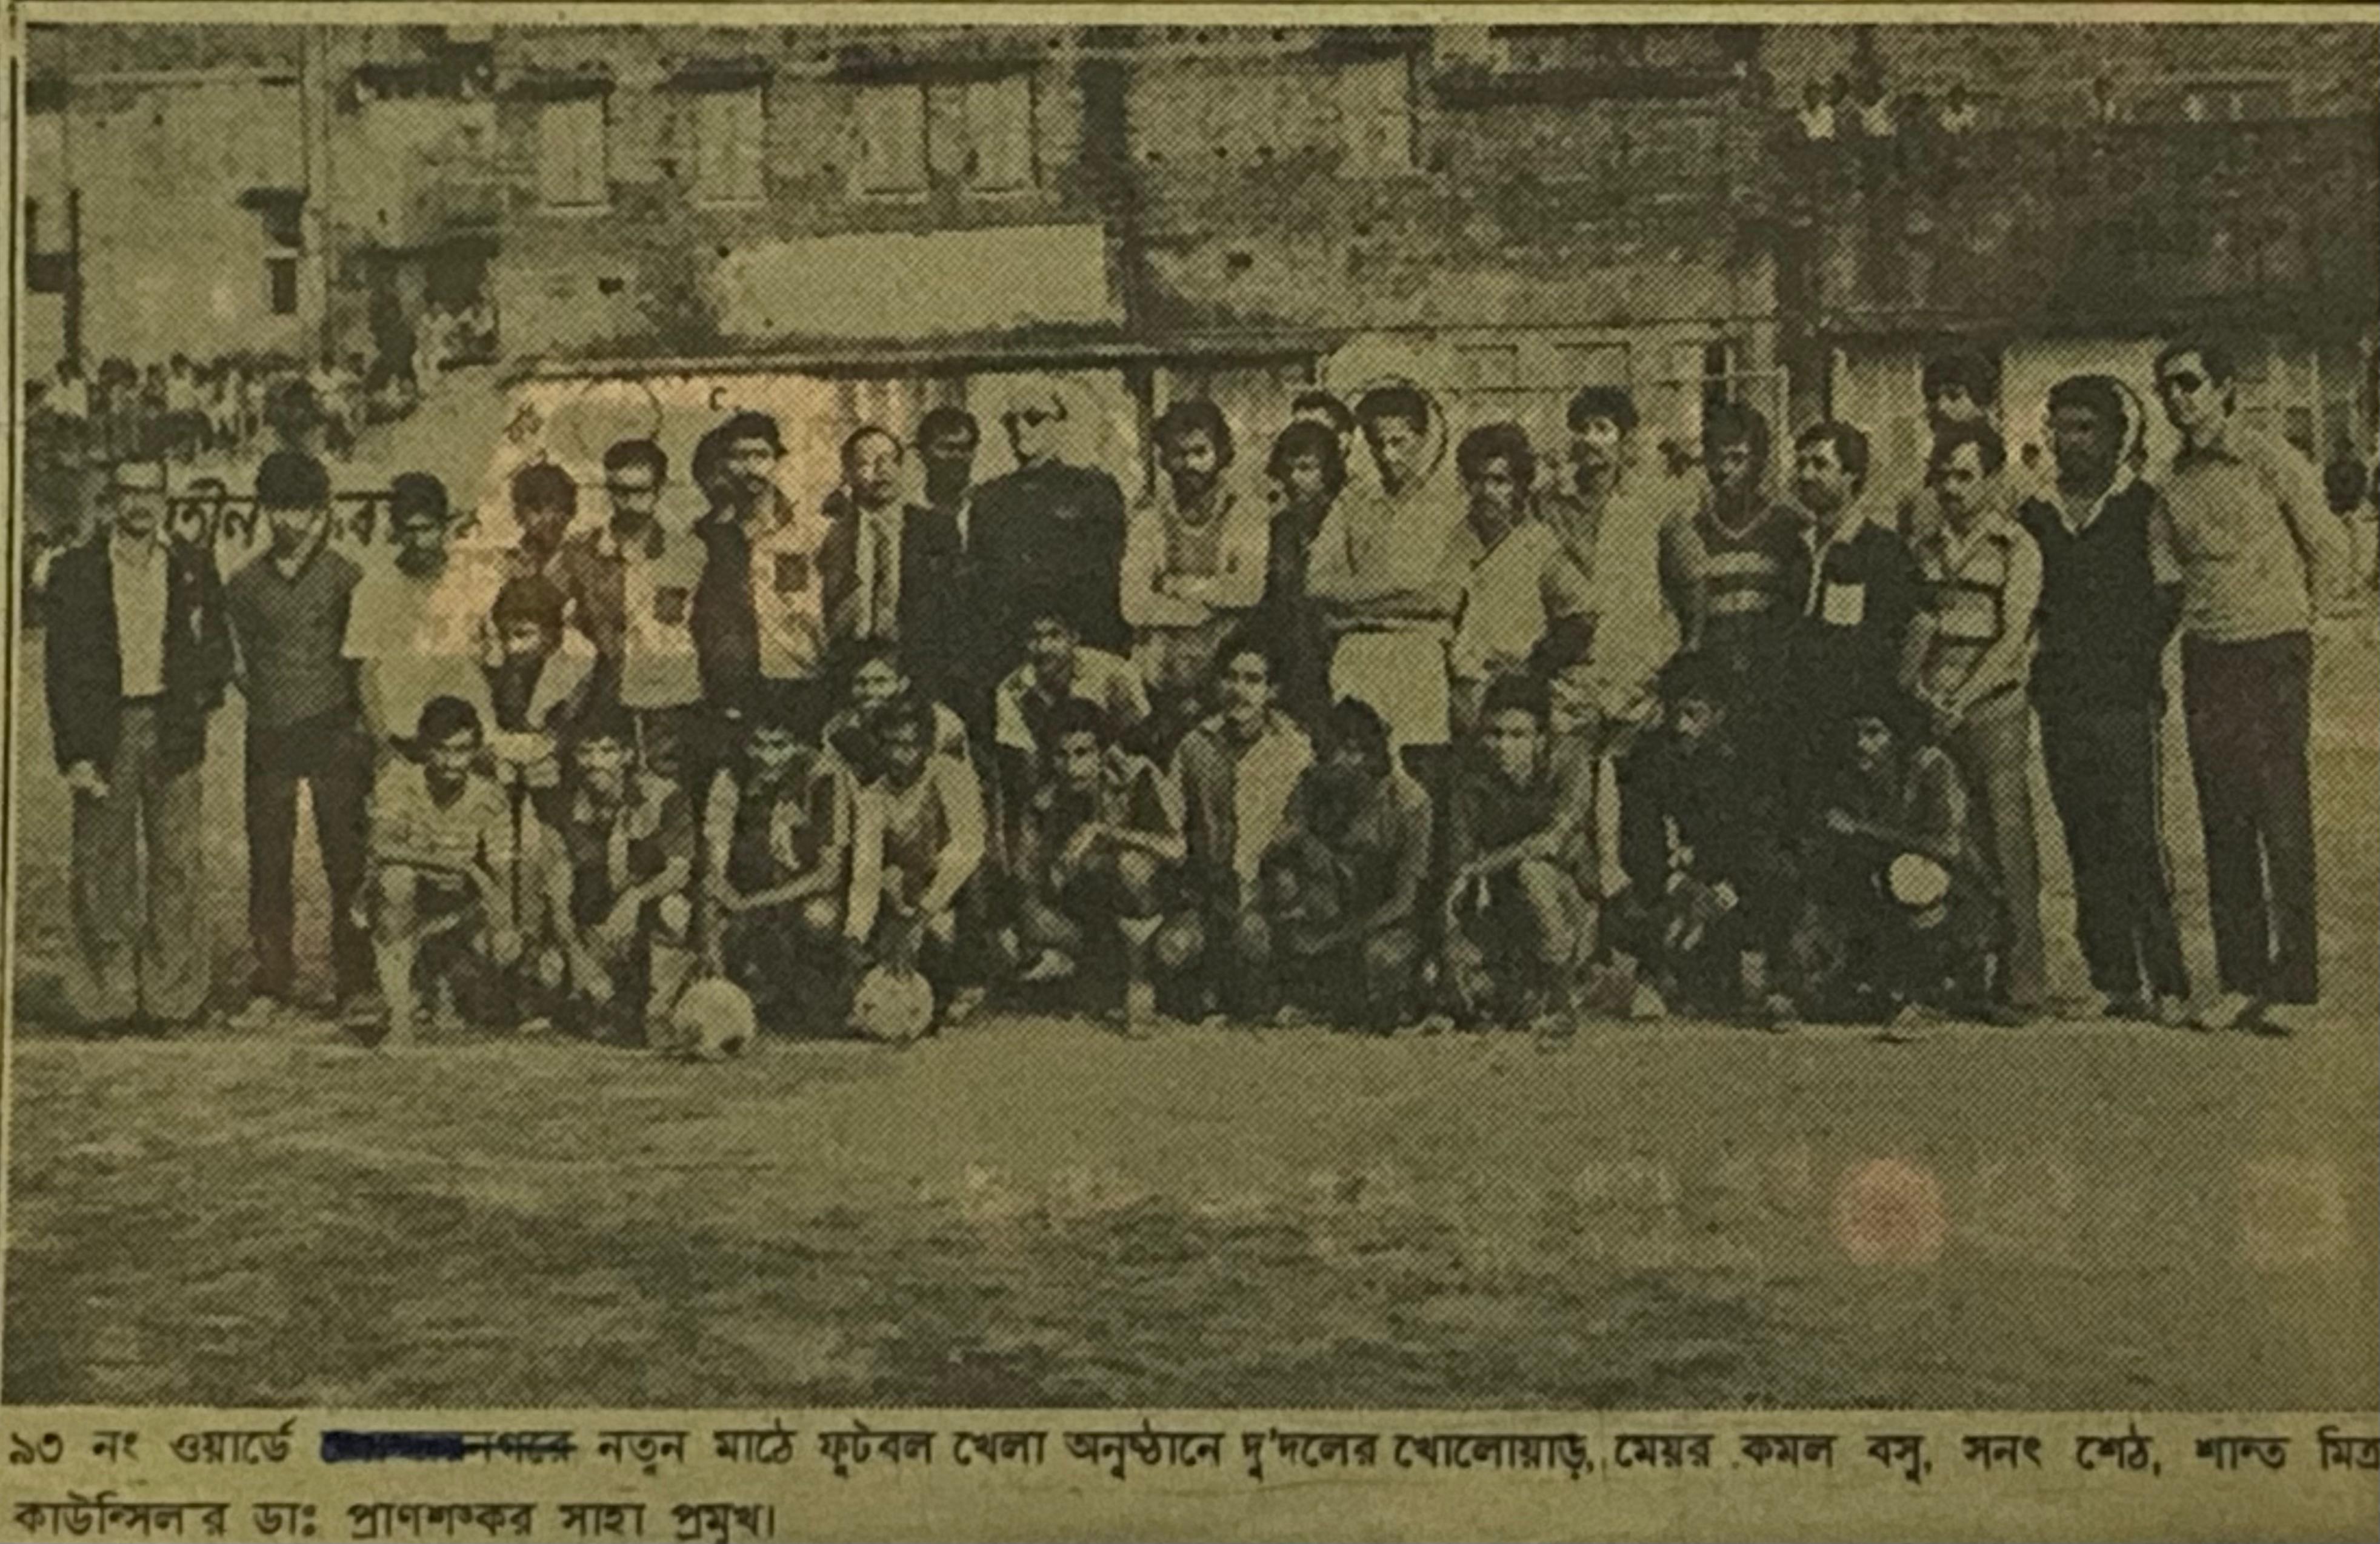 তীন
৯৩ নং ওয়ার্ডে নতুন মাঠে ফুটবল খেলা অনুষ্ঠানে দু'দলের খোলোয়াড়, মেয়র কমল বসু, সনৎ শেঠ, শান্ত মিত্র
কাউন্সিলর ডাঃ প্রাণশঙ্কর সাহা প্রমুখ।